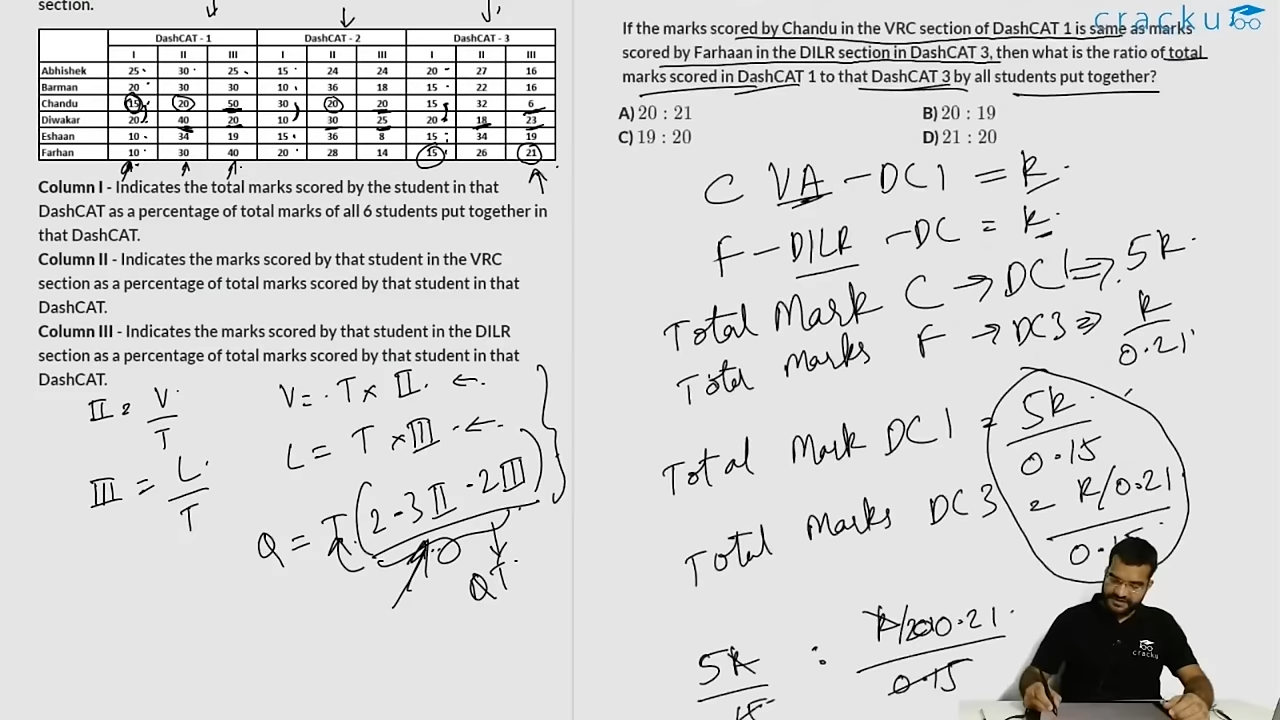 section.
DashCAT - 1 DashCAT - 2 DashCAT - 3
I II III I II III I II III
Abhishek 25 30 25 15 24 24 20 27 16
Barman 20 30 30 10 36 18 15 22 16
Chandu 15 20 50 30 20 20 15 32 6
Diwakar 20 40 20 10 30 25 20 18 23
Eshaan 10 34 19 15 36 8 15 34 19
Farhan 10 30 40 20 28 14 15 26 21
Column I - Indicates the total marks scored by the student in that
DashCAT as a percentage of total marks of all 6 students put together in
that DashCAT.
Column II - Indicates the marks scored by that student in the VRC
section as a percentage of total marks scored by that student in that
DashCAT.
Column III - Indicates the marks scored by that student in the DILR
section as a percentage of total marks scored by that student in that
DashCAT.
II = V/T
V = T × II
L = T × III
III = L/T
Q = T(2-3II-2III)
QT
cracku
If the marks scored by Chandu in the VRC section of DashCAT 1 is same as marks
scored by Farhaan in the DILR section in DashCAT 3, then what is the ratio of total
marks scored in DashCAT 1 to that DashCAT 3 by all students put together?
A) 20 : 21 B) 20 : 19
C) 19 : 20 D) 21 : 20
C VA - DC1 = k
F - DILR - DC = k
Total Mark C → DC1 ⇒ 5k
Total Marks F → DC3 ⇒ k/0.21
Total Mark DC1 = 5k/0.15
Total Marks DC3 = k/0.21
5k : k/0.21
0.15
cracku